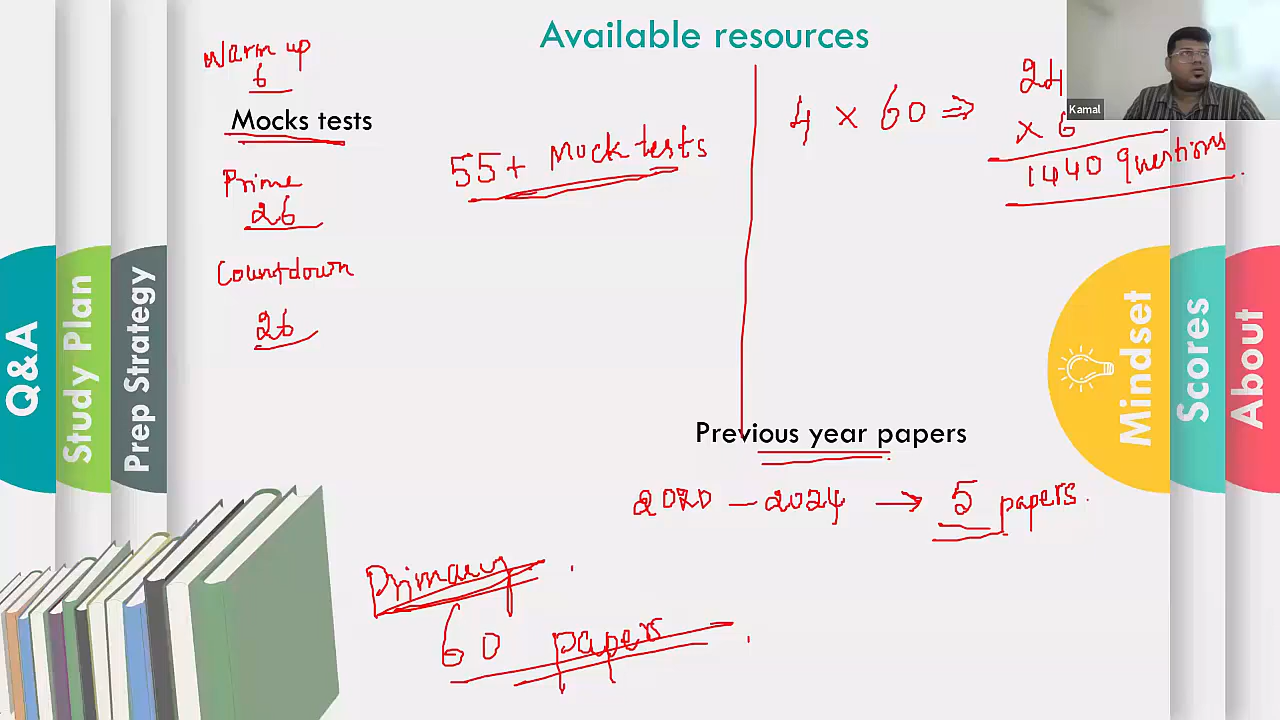 Available resources
Warm up
6
Mocks tests
Prime
26
Countdown
26
55+ Mock tests
4 × 60 ⇒
24
× 6
1440 questions
Kamal
Previous year papers
2020 – 2024 → 5 papers.
Primary
60 papers
Q&A
Study Plan
Prep Strategy
Mindset
Scores
About